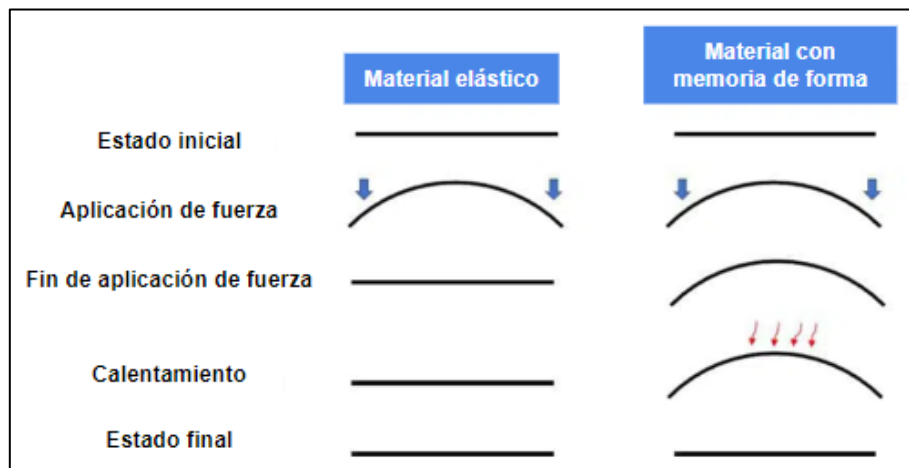 Material elástico
Material con
memoria de forma
Estado inicial
Aplicación de fuerza
Fin de aplicación de fuerza
Calentamiento
Estado final